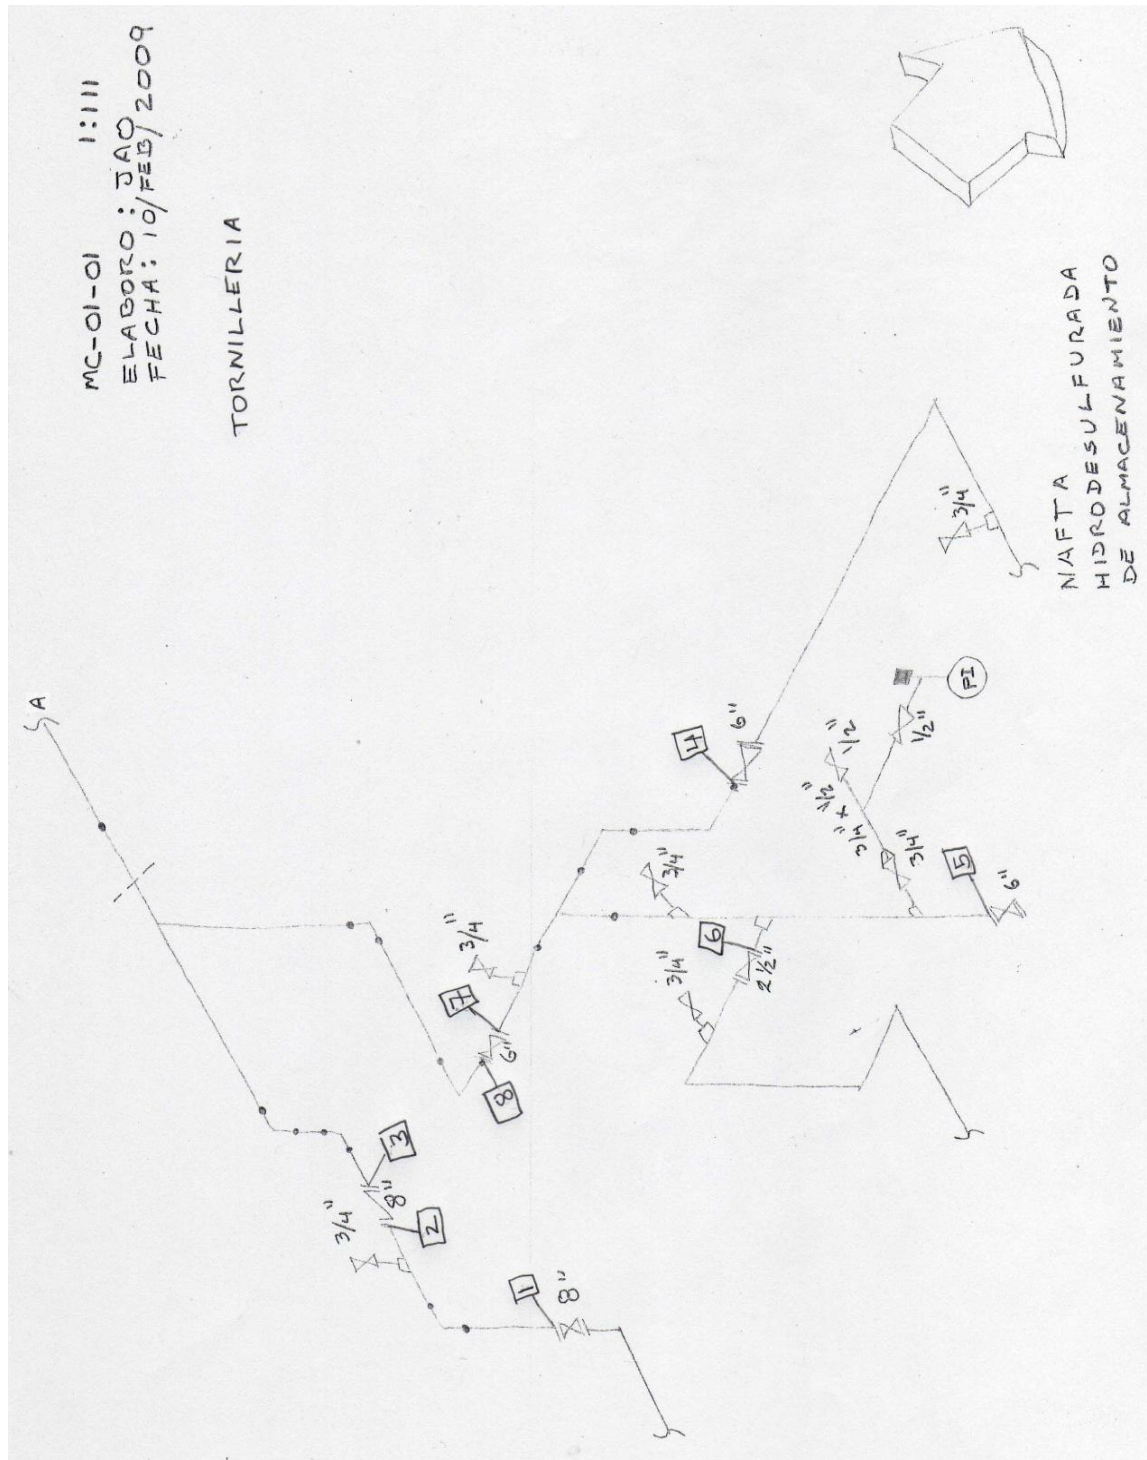 MC-01-01 1:111
ELABORO: JAO
FECHA: 10/FEB/2009
TORNILLERIA
A
3/4"
8"
3
2
1
8"
3/4"
7
6"
8
4
6"
3/4"
3/4"
6
2 1/2"
1/2"
3/4" x 1/2"
3/4"
1/2"
PI
5
6"
3/4"
NAFTA
HIDRODESULFURADA
DE ALMACENAMIENTO